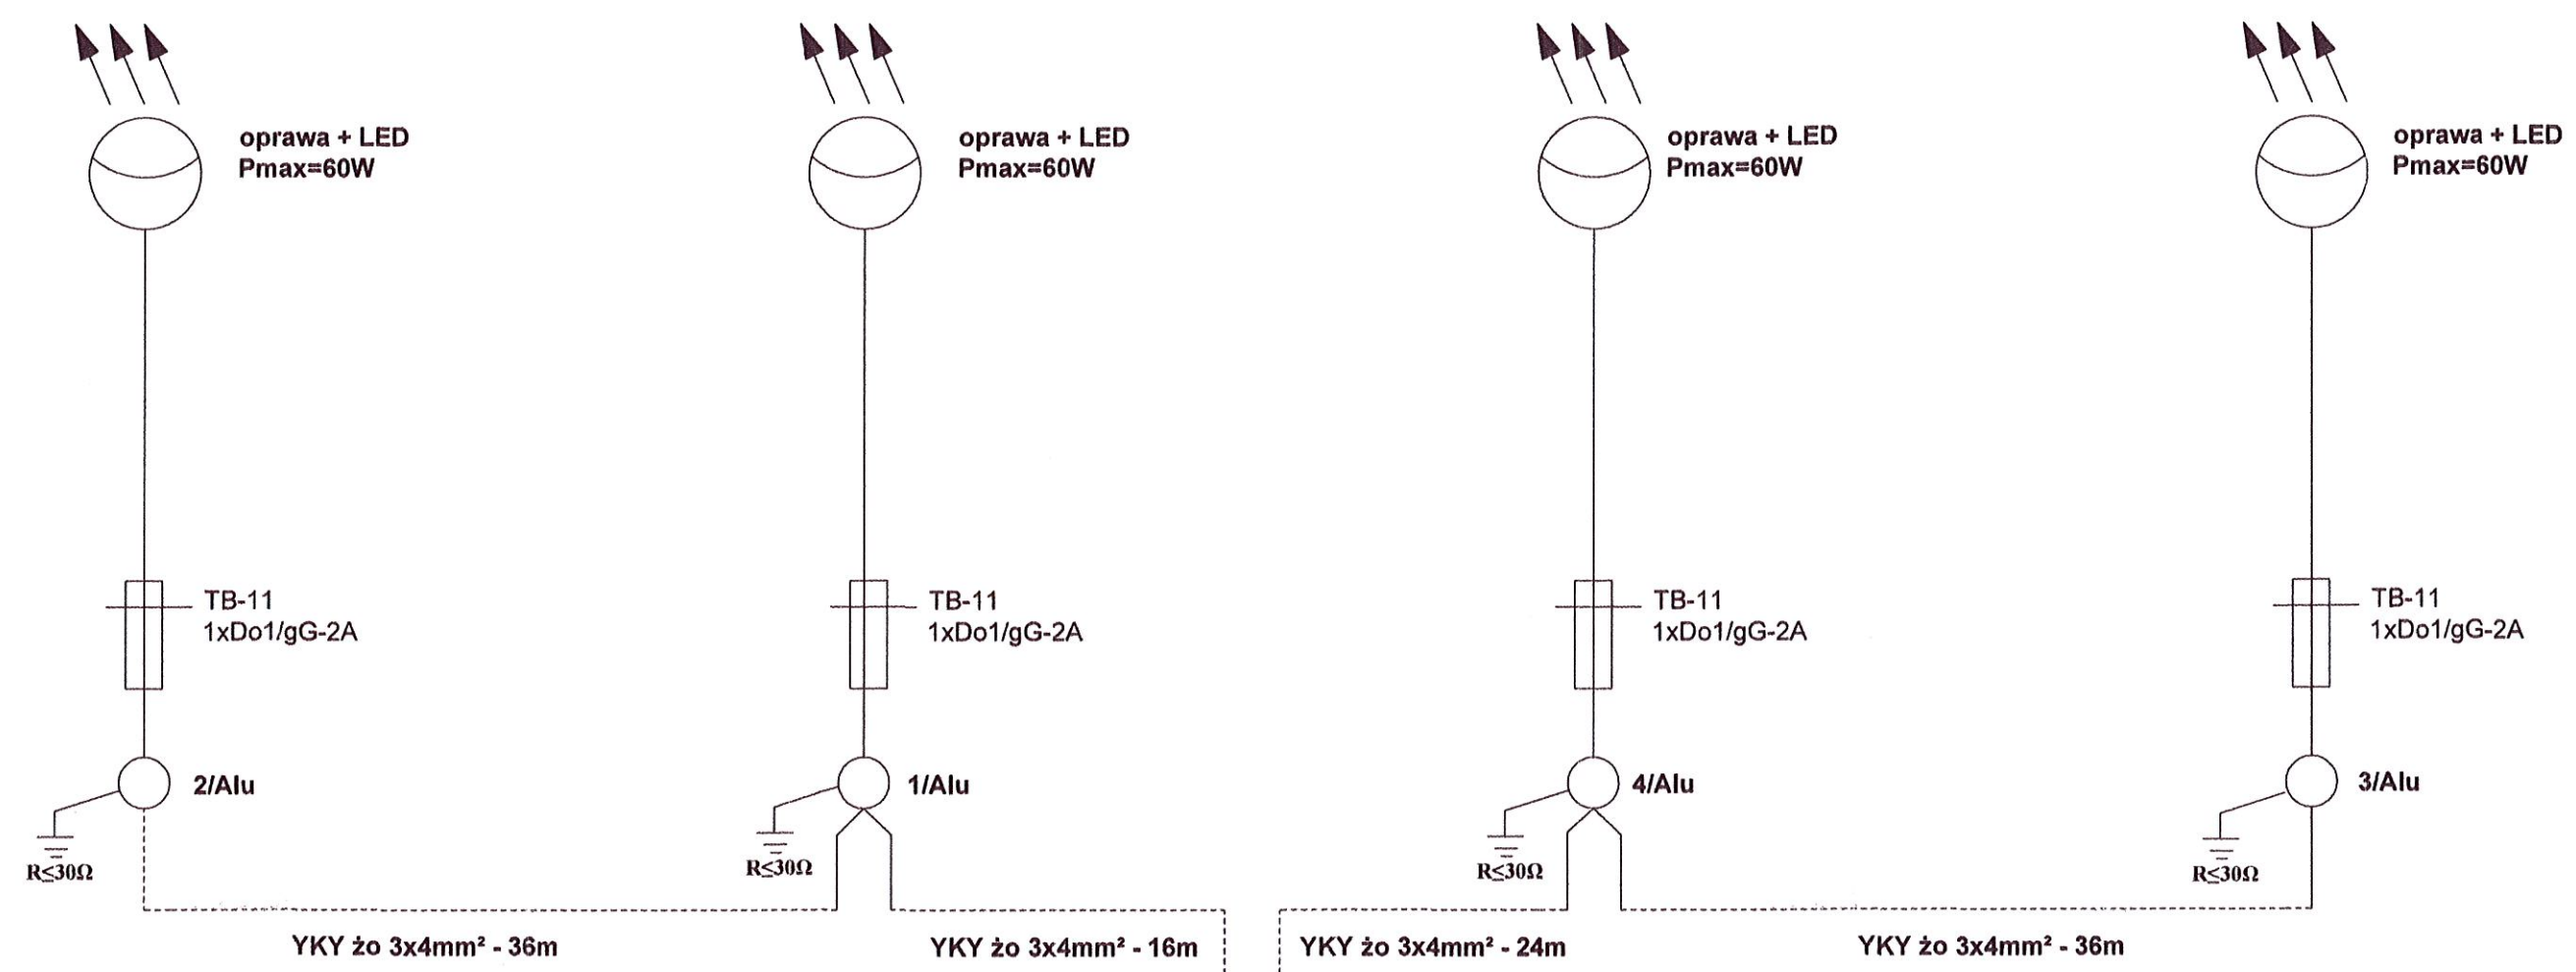 oprawa + LED
Pmax=60W
oprawa + LED
Pmax=60W
oprawa + LED
Pmax=60W
oprawa + LED
Pmax=60W
TB-11
1xDo1/gG-2A
TB-11
1xDo1/gG-2A
TB-11
1xDo1/gG-2A
TB-11
1xDo1/gG-2A
2/Alu
1/Alu
4/Alu
3/Alu
R≤30Ω
R≤30Ω
R≤30Ω
R≤30Ω
YKY żo 3x4mm² - 36m
YKY żo 3x4mm² - 16m
YKY żo 3x4mm² - 24m
YKY żo 3x4mm² - 36m